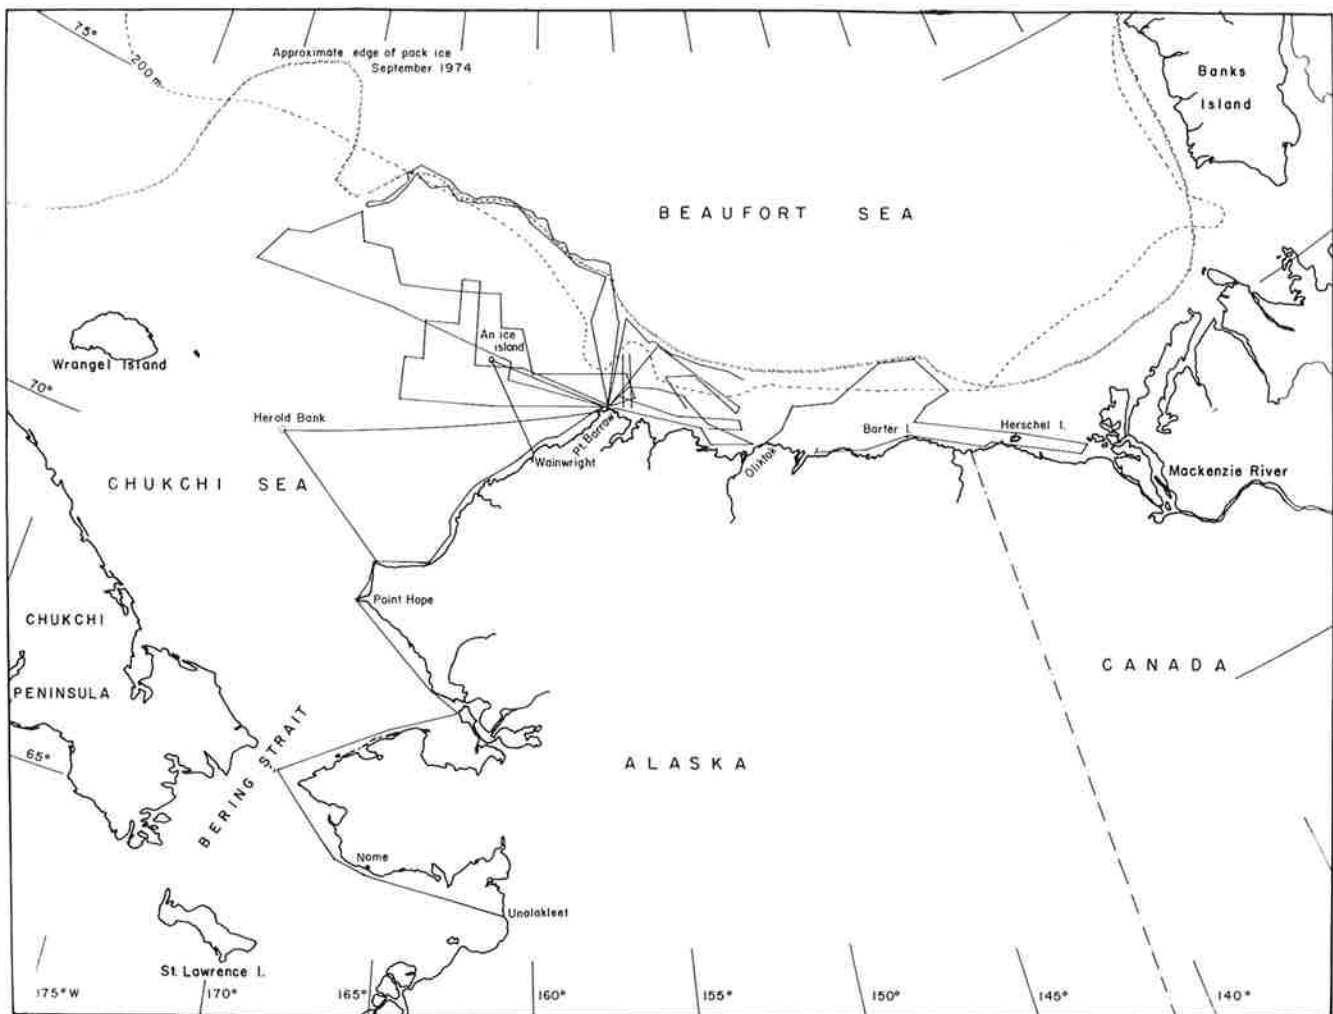 75°
200 m
Approximate edge of pack ice
September 1974
Banks
Island
BEAUFORT SEA
An ice
island
Wrangel Island
70°
Herold Bank
Pt. Barrow
Wainwright
Oliktok
Barter I.
Herschel I.
Mackenzie River
CHUKCHI SEA
Point Hope
CHUKCHI
PENINSULA
CANADA
65°
BERING STRAIT
ALASKA
Nome
Unalakleet
St. Lawrence I.
175° W
170°
165°
160°
155°
150°
145°
140°